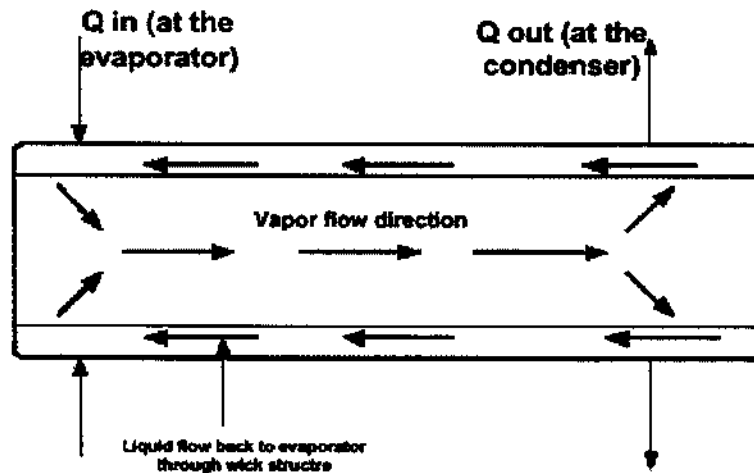 Q in (at the
evaporator)
Q out (at the
condenser)
Vapor flow direction
Liquid flow back to evaporator
through wick structre